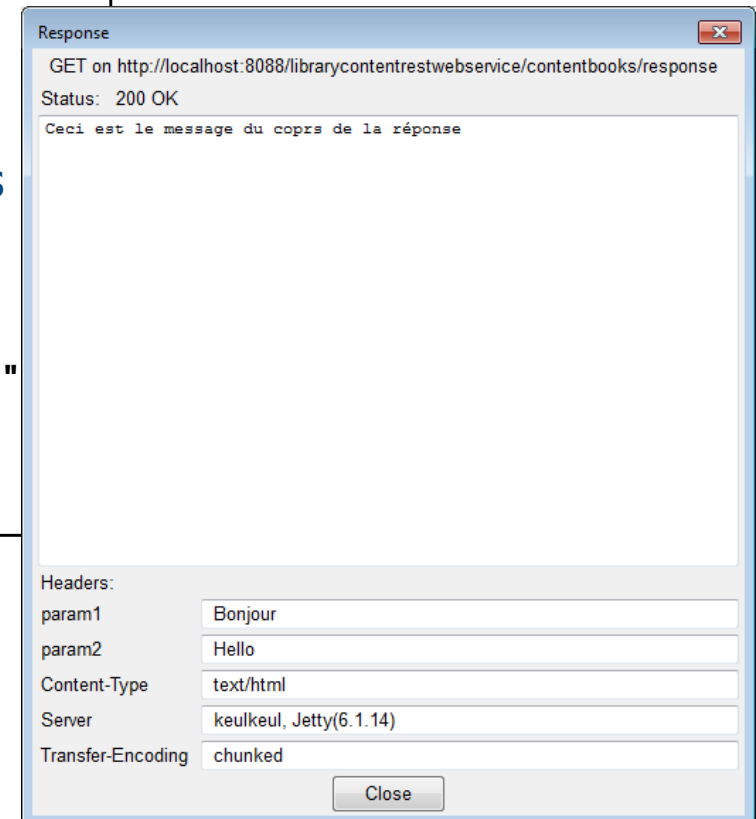 Response
GET on http://localhost:8088/librarycontentrestwebservice/contentbooks/response
Status: 200 OK
Ceci est le message du coprs de la réponse
s
"
Headers:
param1 Bonjour
param2 Hello
Content-Type text/html
Server keulkeul, Jetty(6.1.14)
Transfer-Encoding chunked
Close